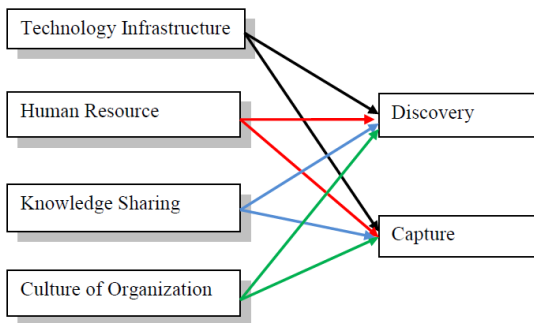 Technology Infrastructure
Human Resource
Discovery
Knowledge Sharing
Capture
Culture of Organization